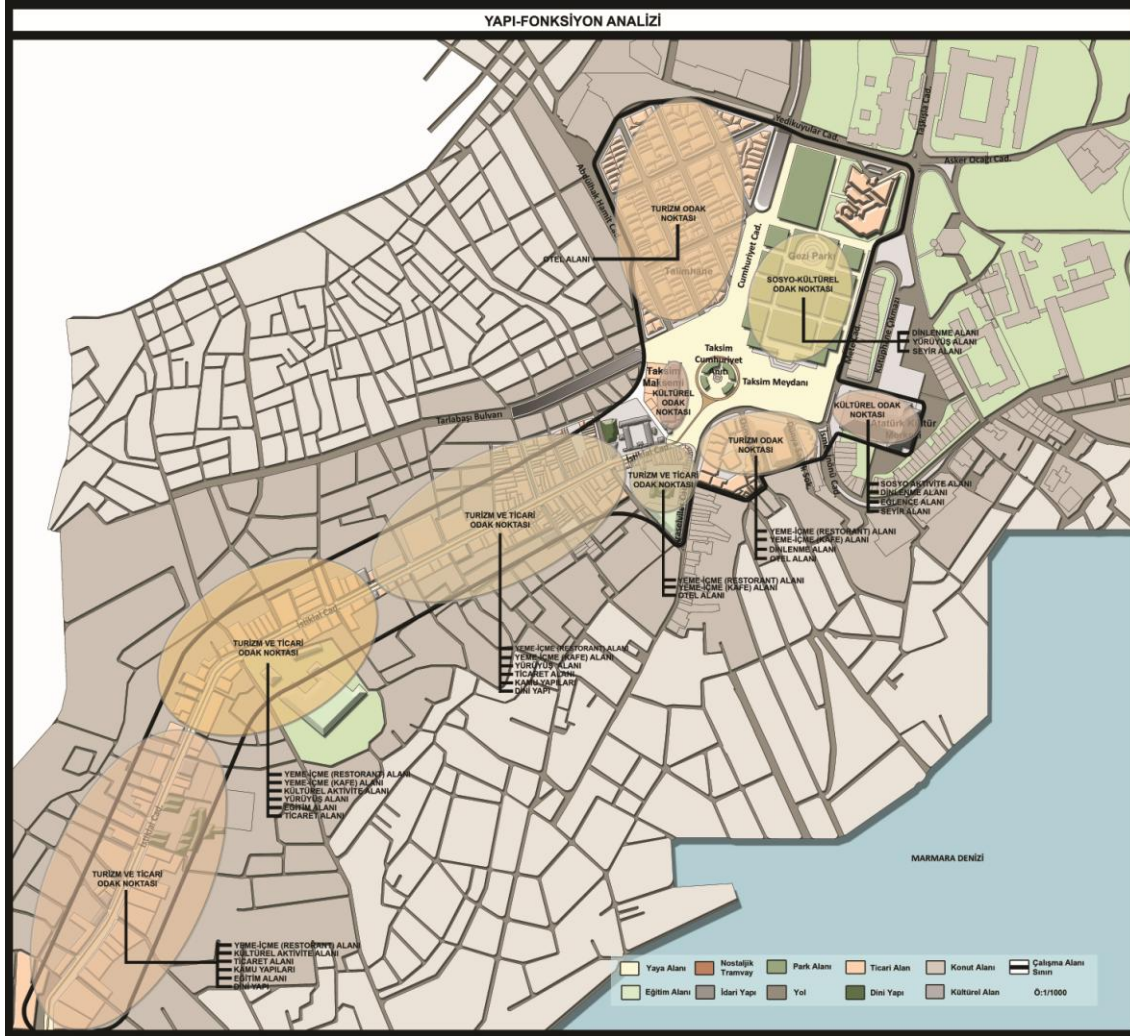 YAPI-FONKSİYON ANALİZİ
Yedikuyular Cad.
Taşkışla Cad.
Asker Ocağı Cad.
Abdülhak Hamit Ca
TURİZM ODAK
NOKTASI
OTEL ALANI
Talimhane
Cumhuriyet Cad.
Gezi Parkı
SOSYO-KÜLTÜREL
ODAK NOKTASI
DİNLENME ALANI
YÜRÜYÜŞ ALANI
SEYİR ALANI
Taksim
Cumhuriyet
Anıtı
Taksim Meydanı
Taksim
KÜLTÜREL
ODAK
NOKTASI
KÜLTÜREL ODAK
NOKTASI
Atatürk Kültür
SOSYO AKTİVİTE ALANI
DİNLENME ALANI
EĞLENCE ALANI
SEYİR ALANI
TURİZM ODAK
NOKTASI
YEME-İÇME (RESTORANT) ALANI
YEME-İÇME (KAFE) ALANI
DİNLENME ALANI
OTEL ALANI
Tarlabaşı Bulvarı
İstiklal Cad.
TURİZM VE TİCARİ
ODAK NOKTASI
YEME-İÇME (RESTORANT) ALANI
YEME-İÇME (KAFE) ALANI
OTEL ALANI
TURİZM VE TİCARİ
ODAK NOKTASI
YEME-İÇME (RESTORANT) ALANI
YEME-İÇME (KAFE) ALANI
YÜRÜYÜŞ ALANI
TİCARET ALANI
KAMU YAPILARI
DİNİ YAPI
İstiklal Cad.
TURİZM VE TİCARİ
ODAK NOKTASI
YEME-İÇME (RESTORANT) ALANI
YEME-İÇME (KAFE) ALANI
KÜLTÜREL AKTİVİTE ALANI
YÜRÜYÜŞ ALANI
EĞİTİM ALANI
TİCARET ALANI
İstiklal Cad.
TURİZM VE TİCARİ
ODAK NOKTASI
YEME-İÇME (RESTORANT) ALANI
KÜLTÜREL AKTİVİTE ALANI
TİCARET ALANI
KAMU YAPILARI
EĞİTİM ALANI
DİNİ YAPI
MARMARA DENİZİ
Yaya Alanı
Nostaljik
Tramvay
Park Alanı
Ticari Alan
Konut Alanı
Çalışma Alanı
Sınırı
Eğitim Alanı
İdari Yapı
Yol
Dini Yapı
Kültürel Alan
Ö:1/1000